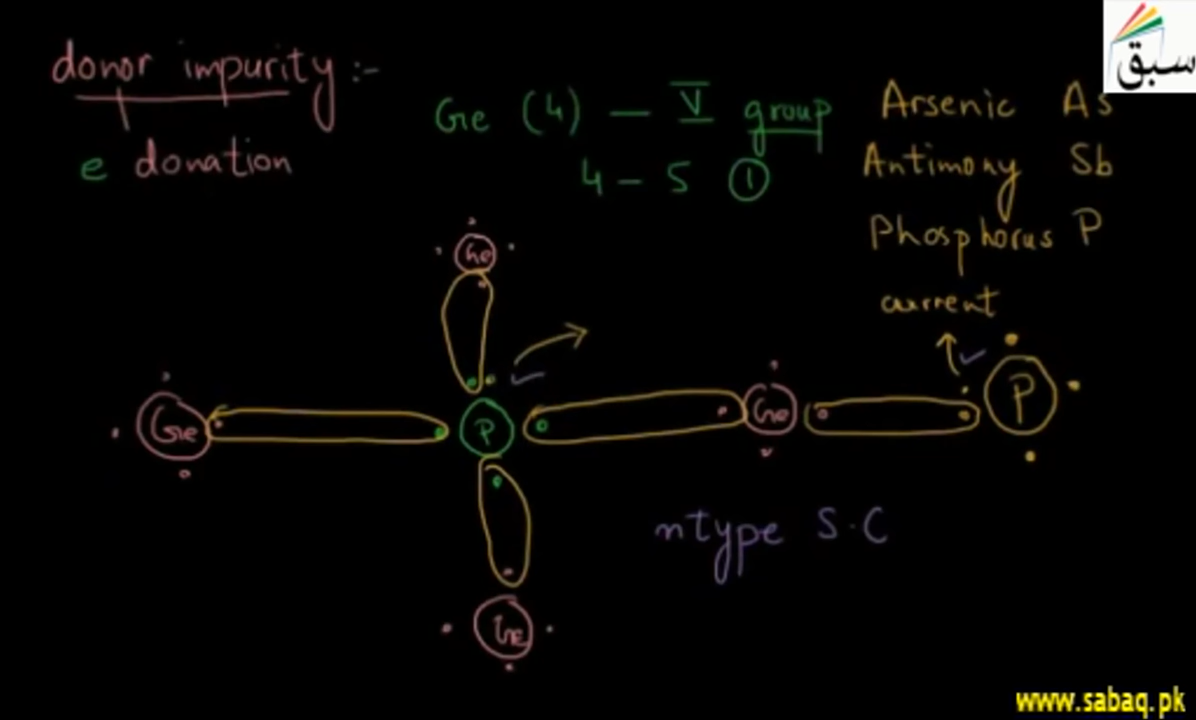 donor impurity :-
e donation
Ge (4) — V group
4 - 5 ①
Arsenic As
Antimony Sb
Phosphorus P
current
سبق
Ge
Ge
P
Ge
P
Ge
n type S.C
www.sabaq.pk